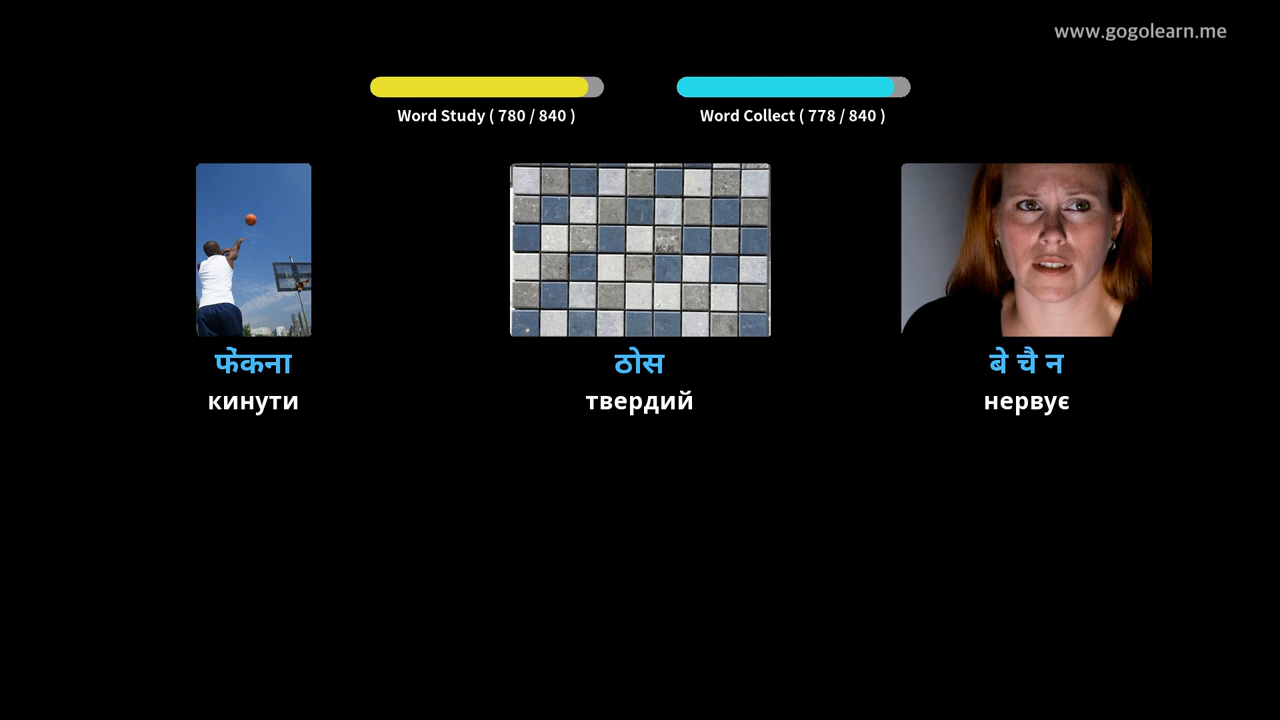 www.gogolearn.me
Word Study ( 780 / 840 )
Word Collect ( 778 / 840 )
फेंकना
ठोस
बे चै न
кинути
твердий
нервує